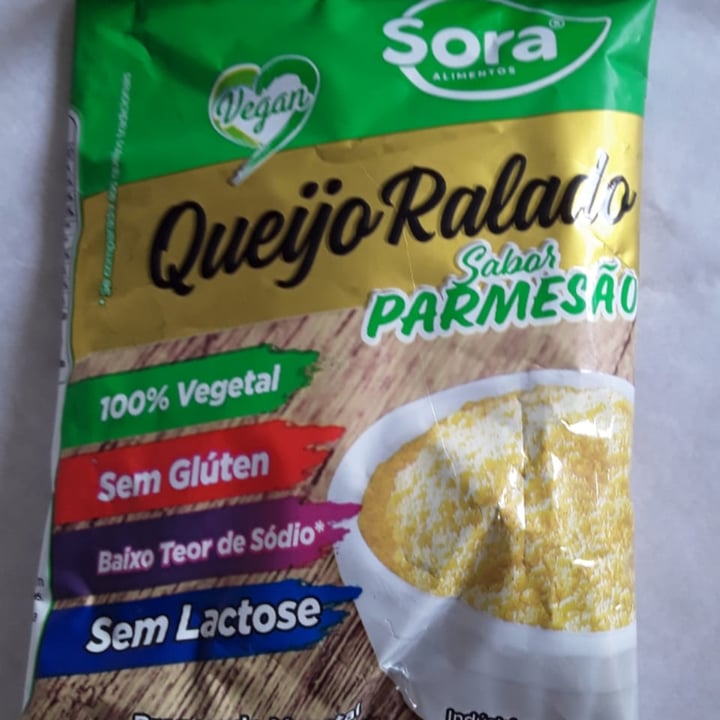 Sora®
ALIMENTOS
Vegan
Queijo Ralado
Sabor
PARMESÃO
100% Vegetal
Sem Glúten
Baixo Teor de Sódio*
Sem Lactose